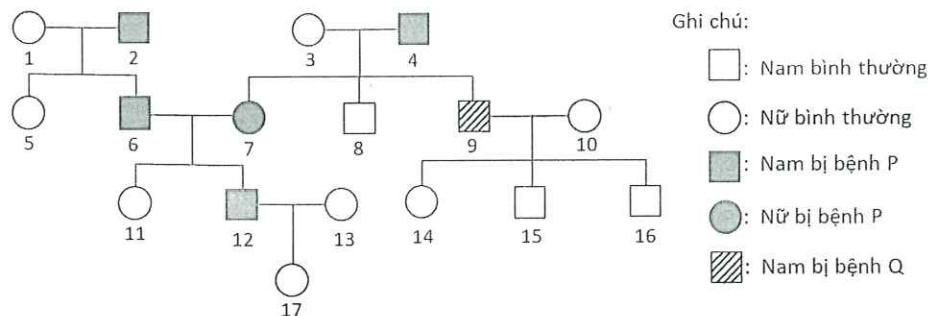 Ghi chú:
1
2
3
4
: Nam bình thường
5
6
7
8
9
10
: Nữ bình thường
: Nam bị bệnh P
11
12
13
14
15
16
: Nữ bị bệnh P
17
: Nam bị bệnh Q